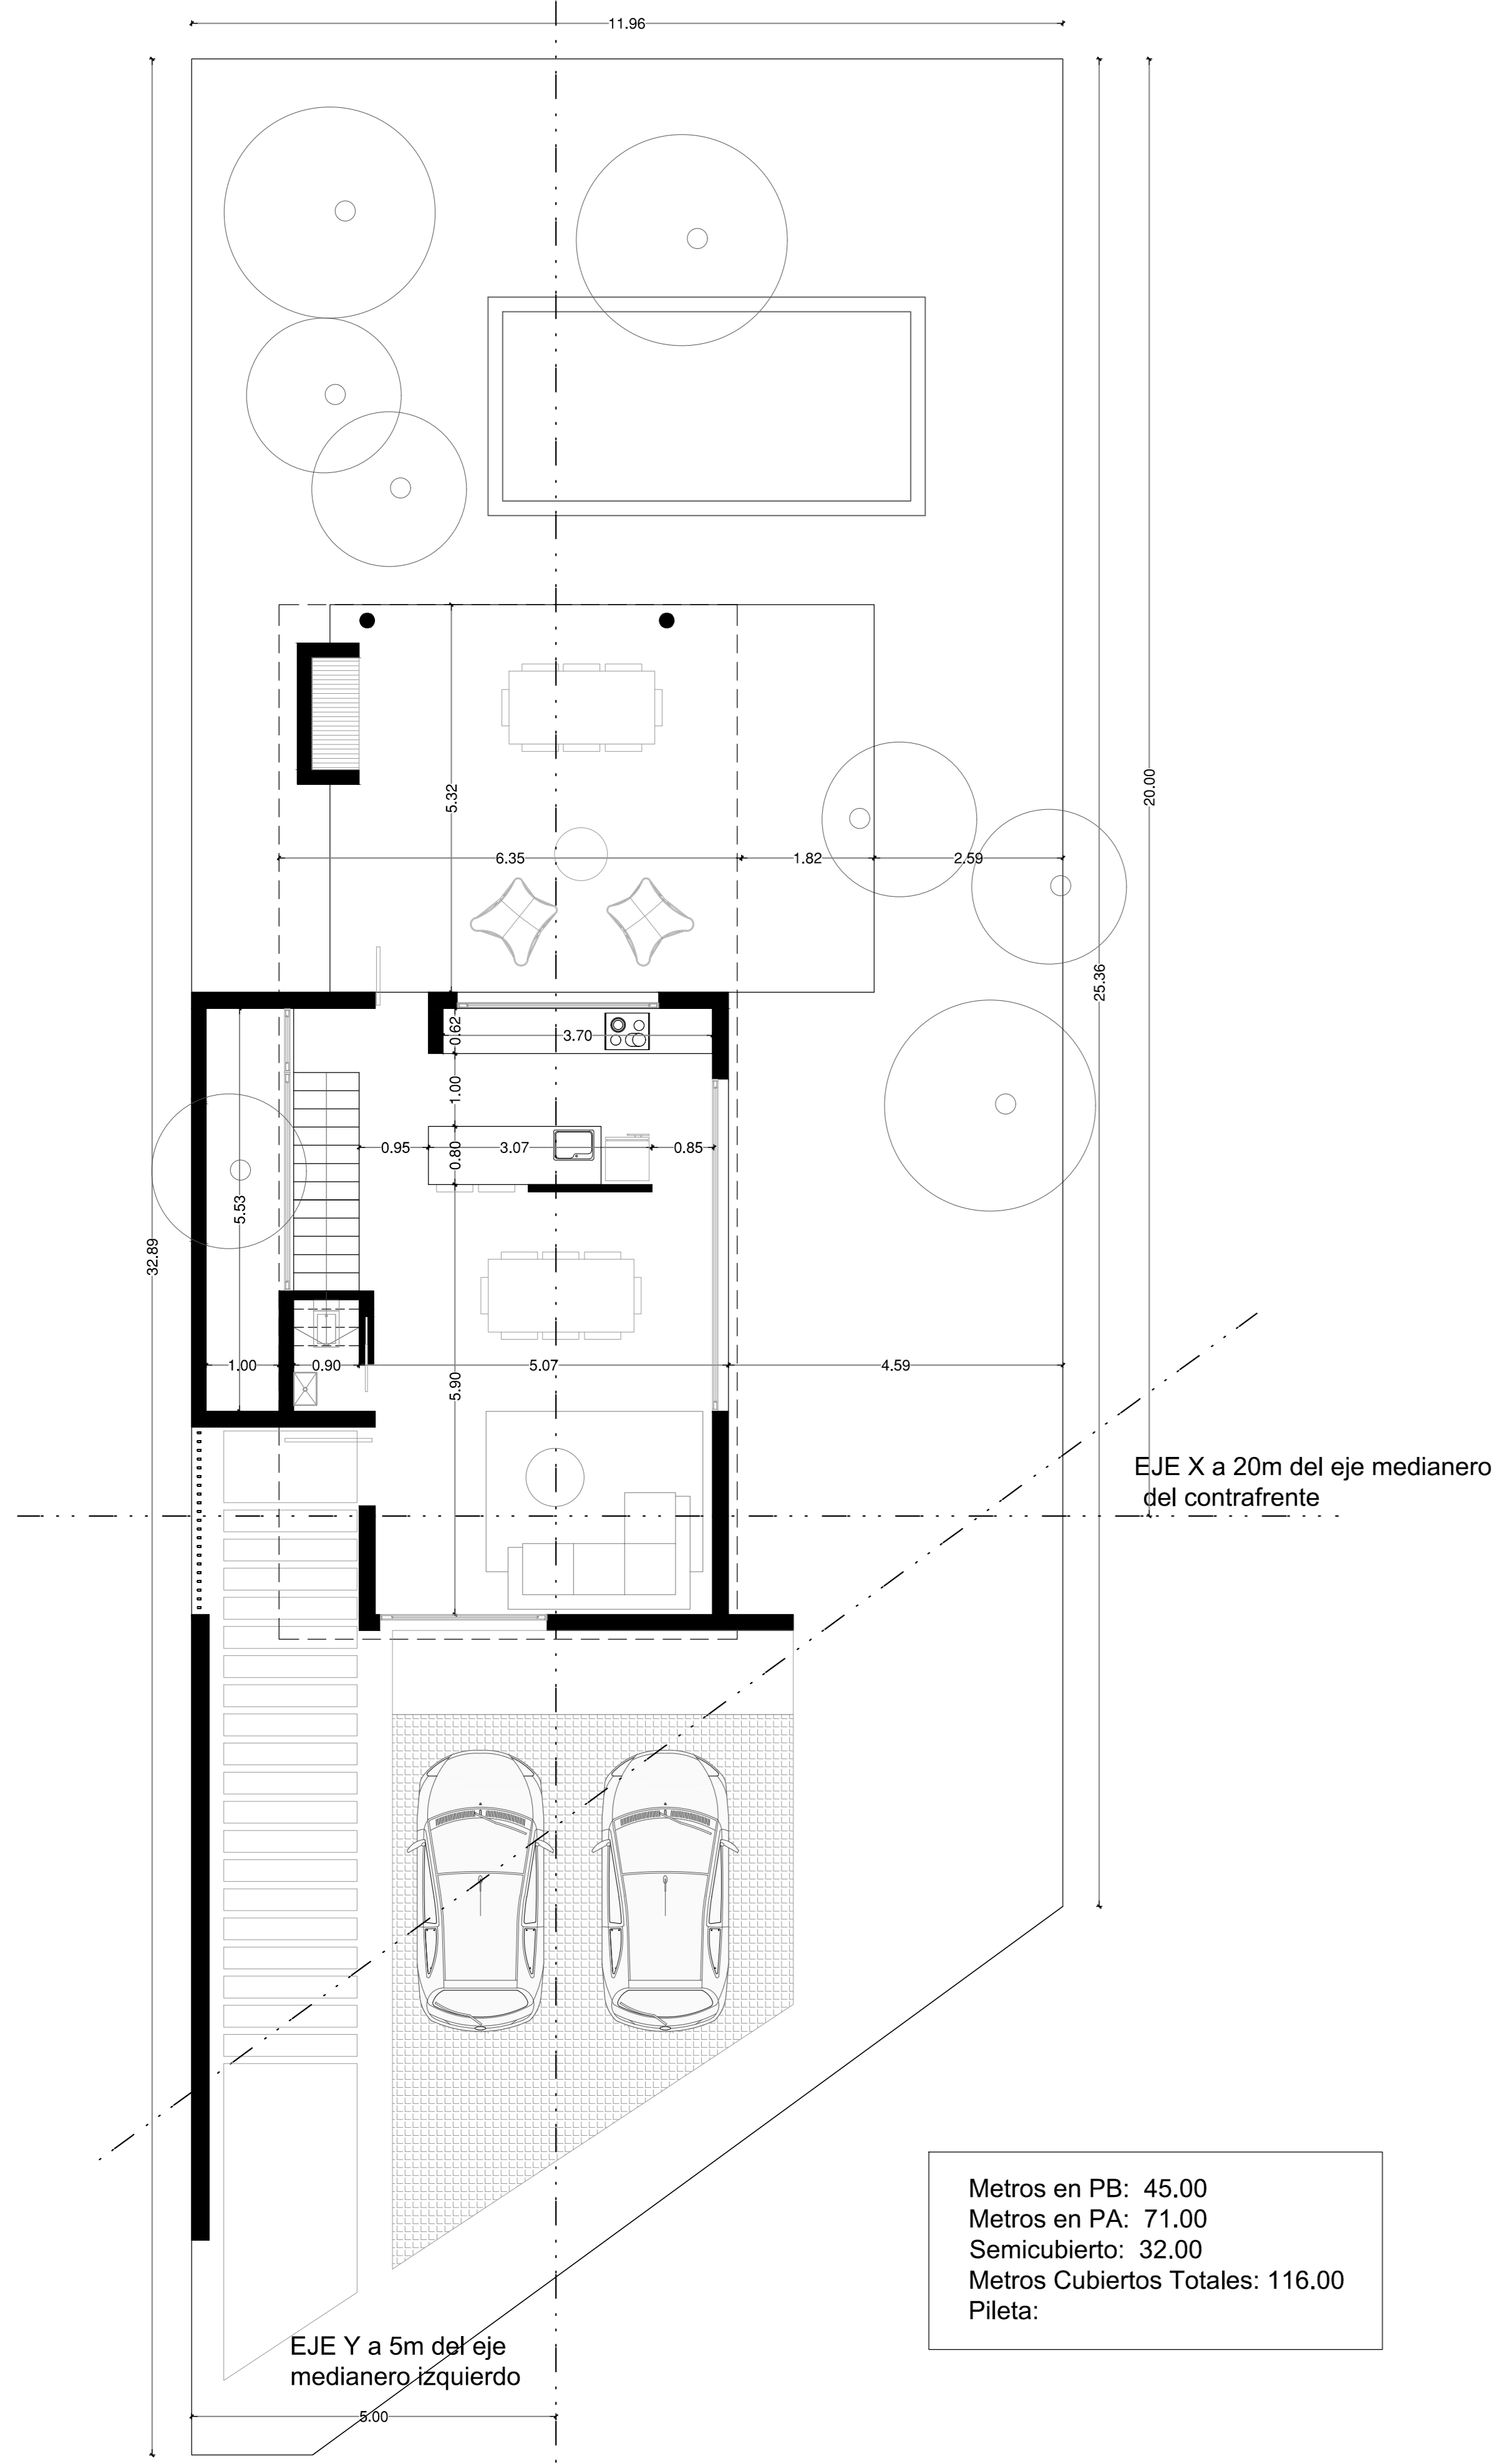 11.96
5.32
20.00
6.35
1.82
2.59
25.36
0.62
3.70
1.00
0.95
0.80
3.07
0.85
5.53
32.89
1.00
0.90
5.07
4.59
5.90
EJE X a 20m del eje medianero
del contrafrente
Metros en PB: 45.00
Metros en PA: 71.00
Semicubierto: 32.00
Metros Cubiertos Totales: 116.00
Pileta:
EJE Y a 5m del eje
medianero izquierdo
5.00